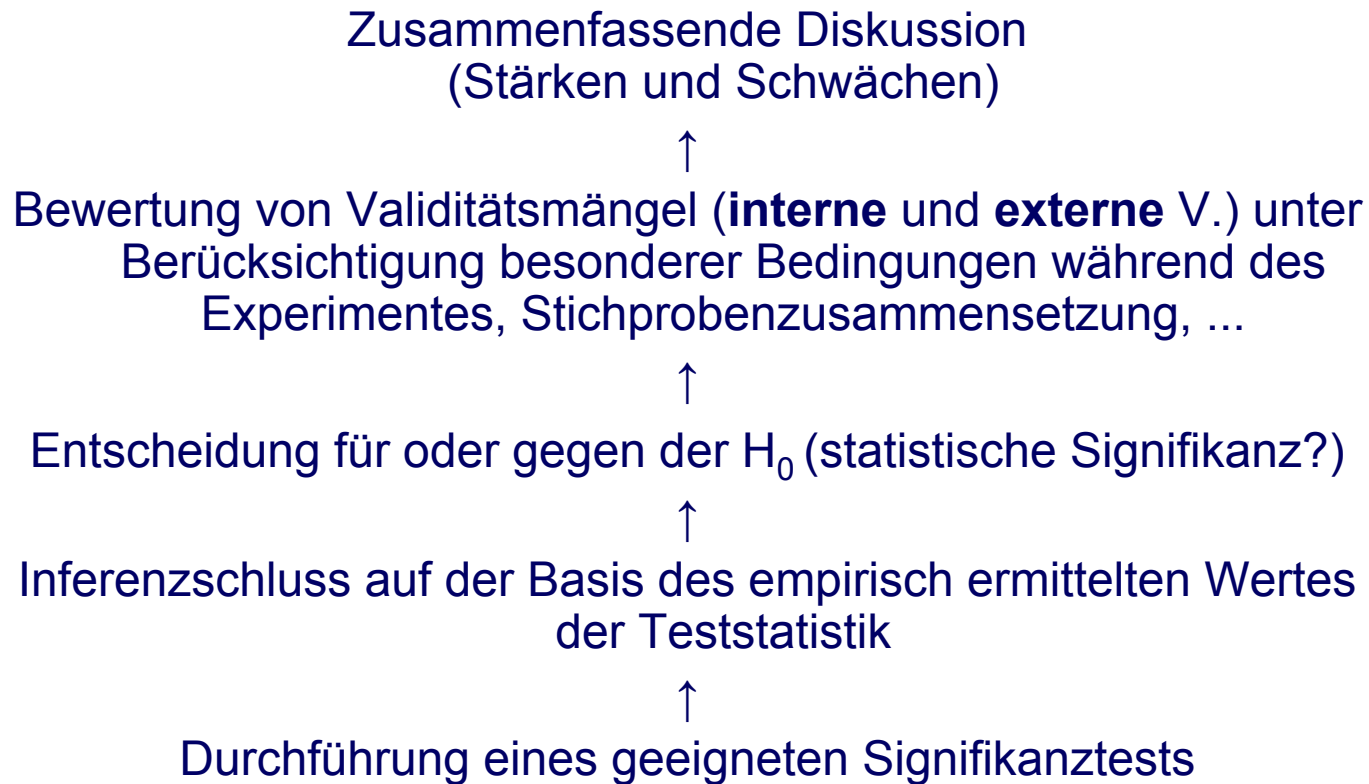 Zusammenfassende Diskussion
(Stärken und Schwächen)
↑
Bewertung von Validitätsmängel (interne und externe V.) unter
Berücksichtigung besonderer Bedingungen während des
Experimentes, Stichprobenzusammensetzung, ...
↑
Entscheidung für oder gegen der H₀ (statistische Signifikanz?)
↑
Inferenzschluss auf der Basis des empirisch ermittelten Wertes
der Teststatistik
↑
Durchführung eines geeigneten Signifikanztests